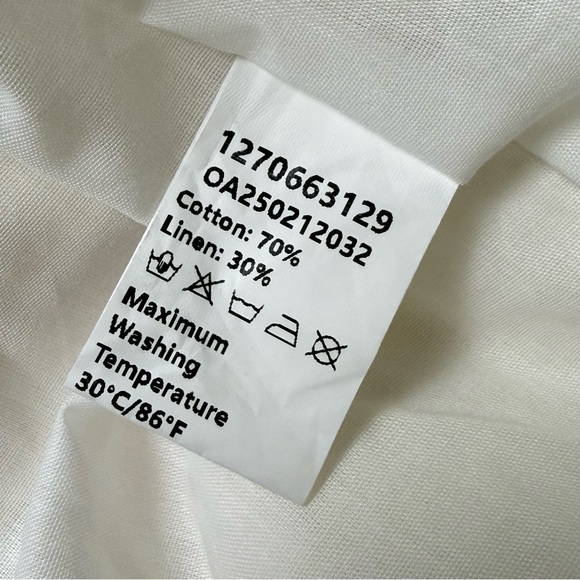 1270663129
OA250212032
Cotton: 70%
Linen: 30%
Maximum
Washing
Temperature
30°C/86°F